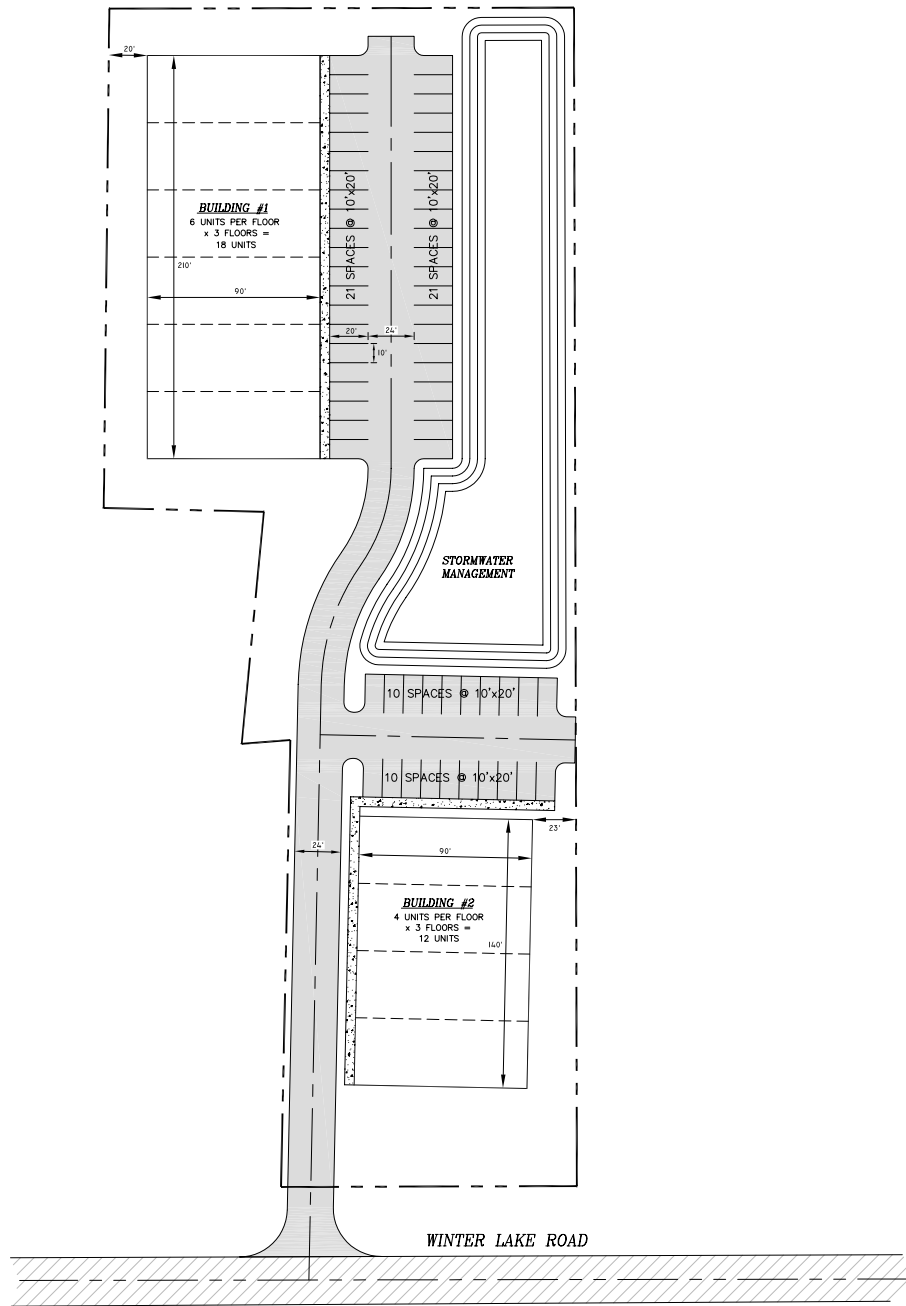 20'
BUILDING #1
6 UNITS PER FLOOR
x 3 FLOORS =
18 UNITS
210'
90'
21 SPACES @ 10'x20'
21 SPACES @ 10'x20'
20'
24'
10'
STORMWATER
MANAGEMENT
10 SPACES @ 10'x20'
10 SPACES @ 10'x20'
23'
24'
90'
BUILDING #2
4 UNITS PER FLOOR
x 3 FLOORS =
12 UNITS
140'
WINTER LAKE ROAD